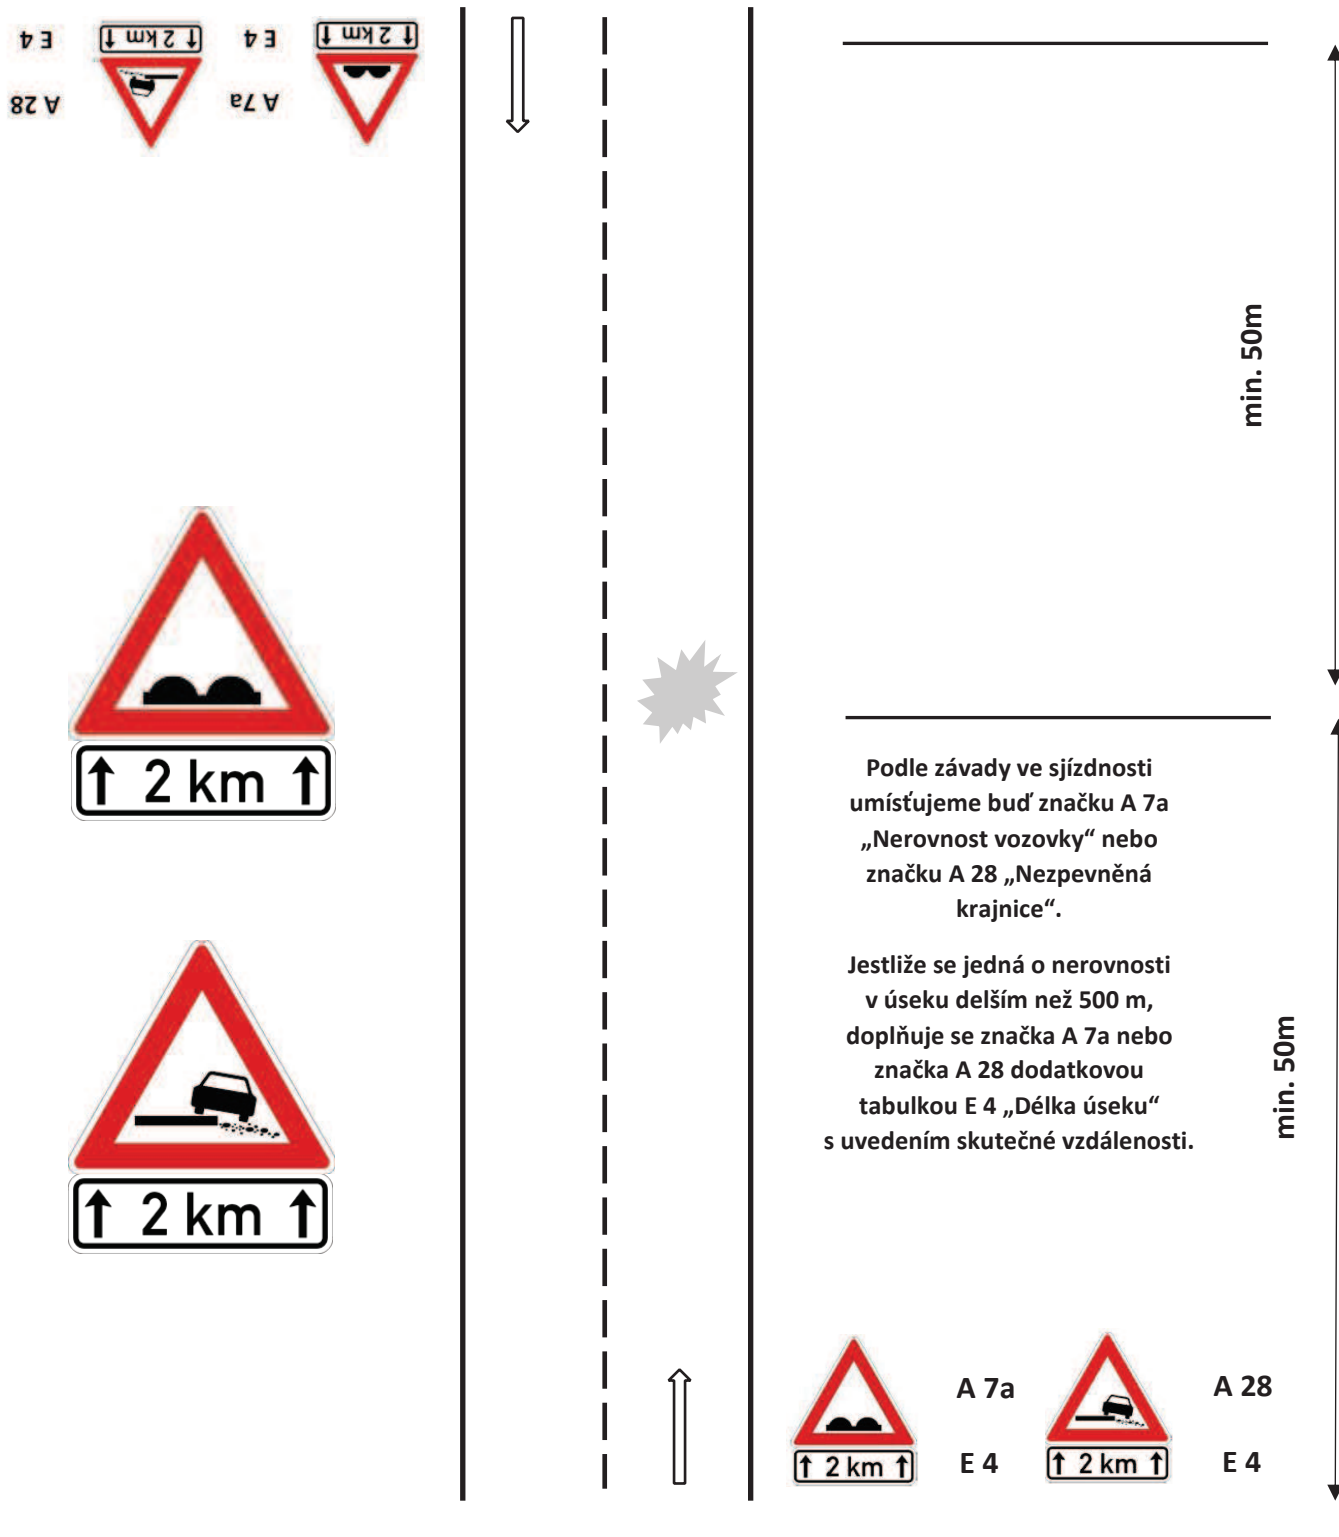 E 4
2 km
E 4
2 km
A 28
A 7a
min. 50m
2 km
2 km
Podle závady ve sjízdnosti
umísťujeme buď značku A 7a
„Nerovnost vozovky“ nebo
značku A 28 „Nezpevněná
krajnice“.
Jestliže se jedná o nerovnosti
v úseku delším než 500 m,
doplňuje se značka A 7a nebo
značka A 28 dodatkovou
tabulkou E 4 „Délka úseku“
s uvedením skutečné vzdálenosti.
min. 50m
A 7a
A 28
2 km
E 4
2 km
E 4